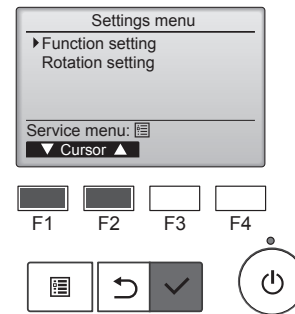 Settings menu
Function setting
Rotation setting
Service menu:
Cursor
F1 F2 F3 F4